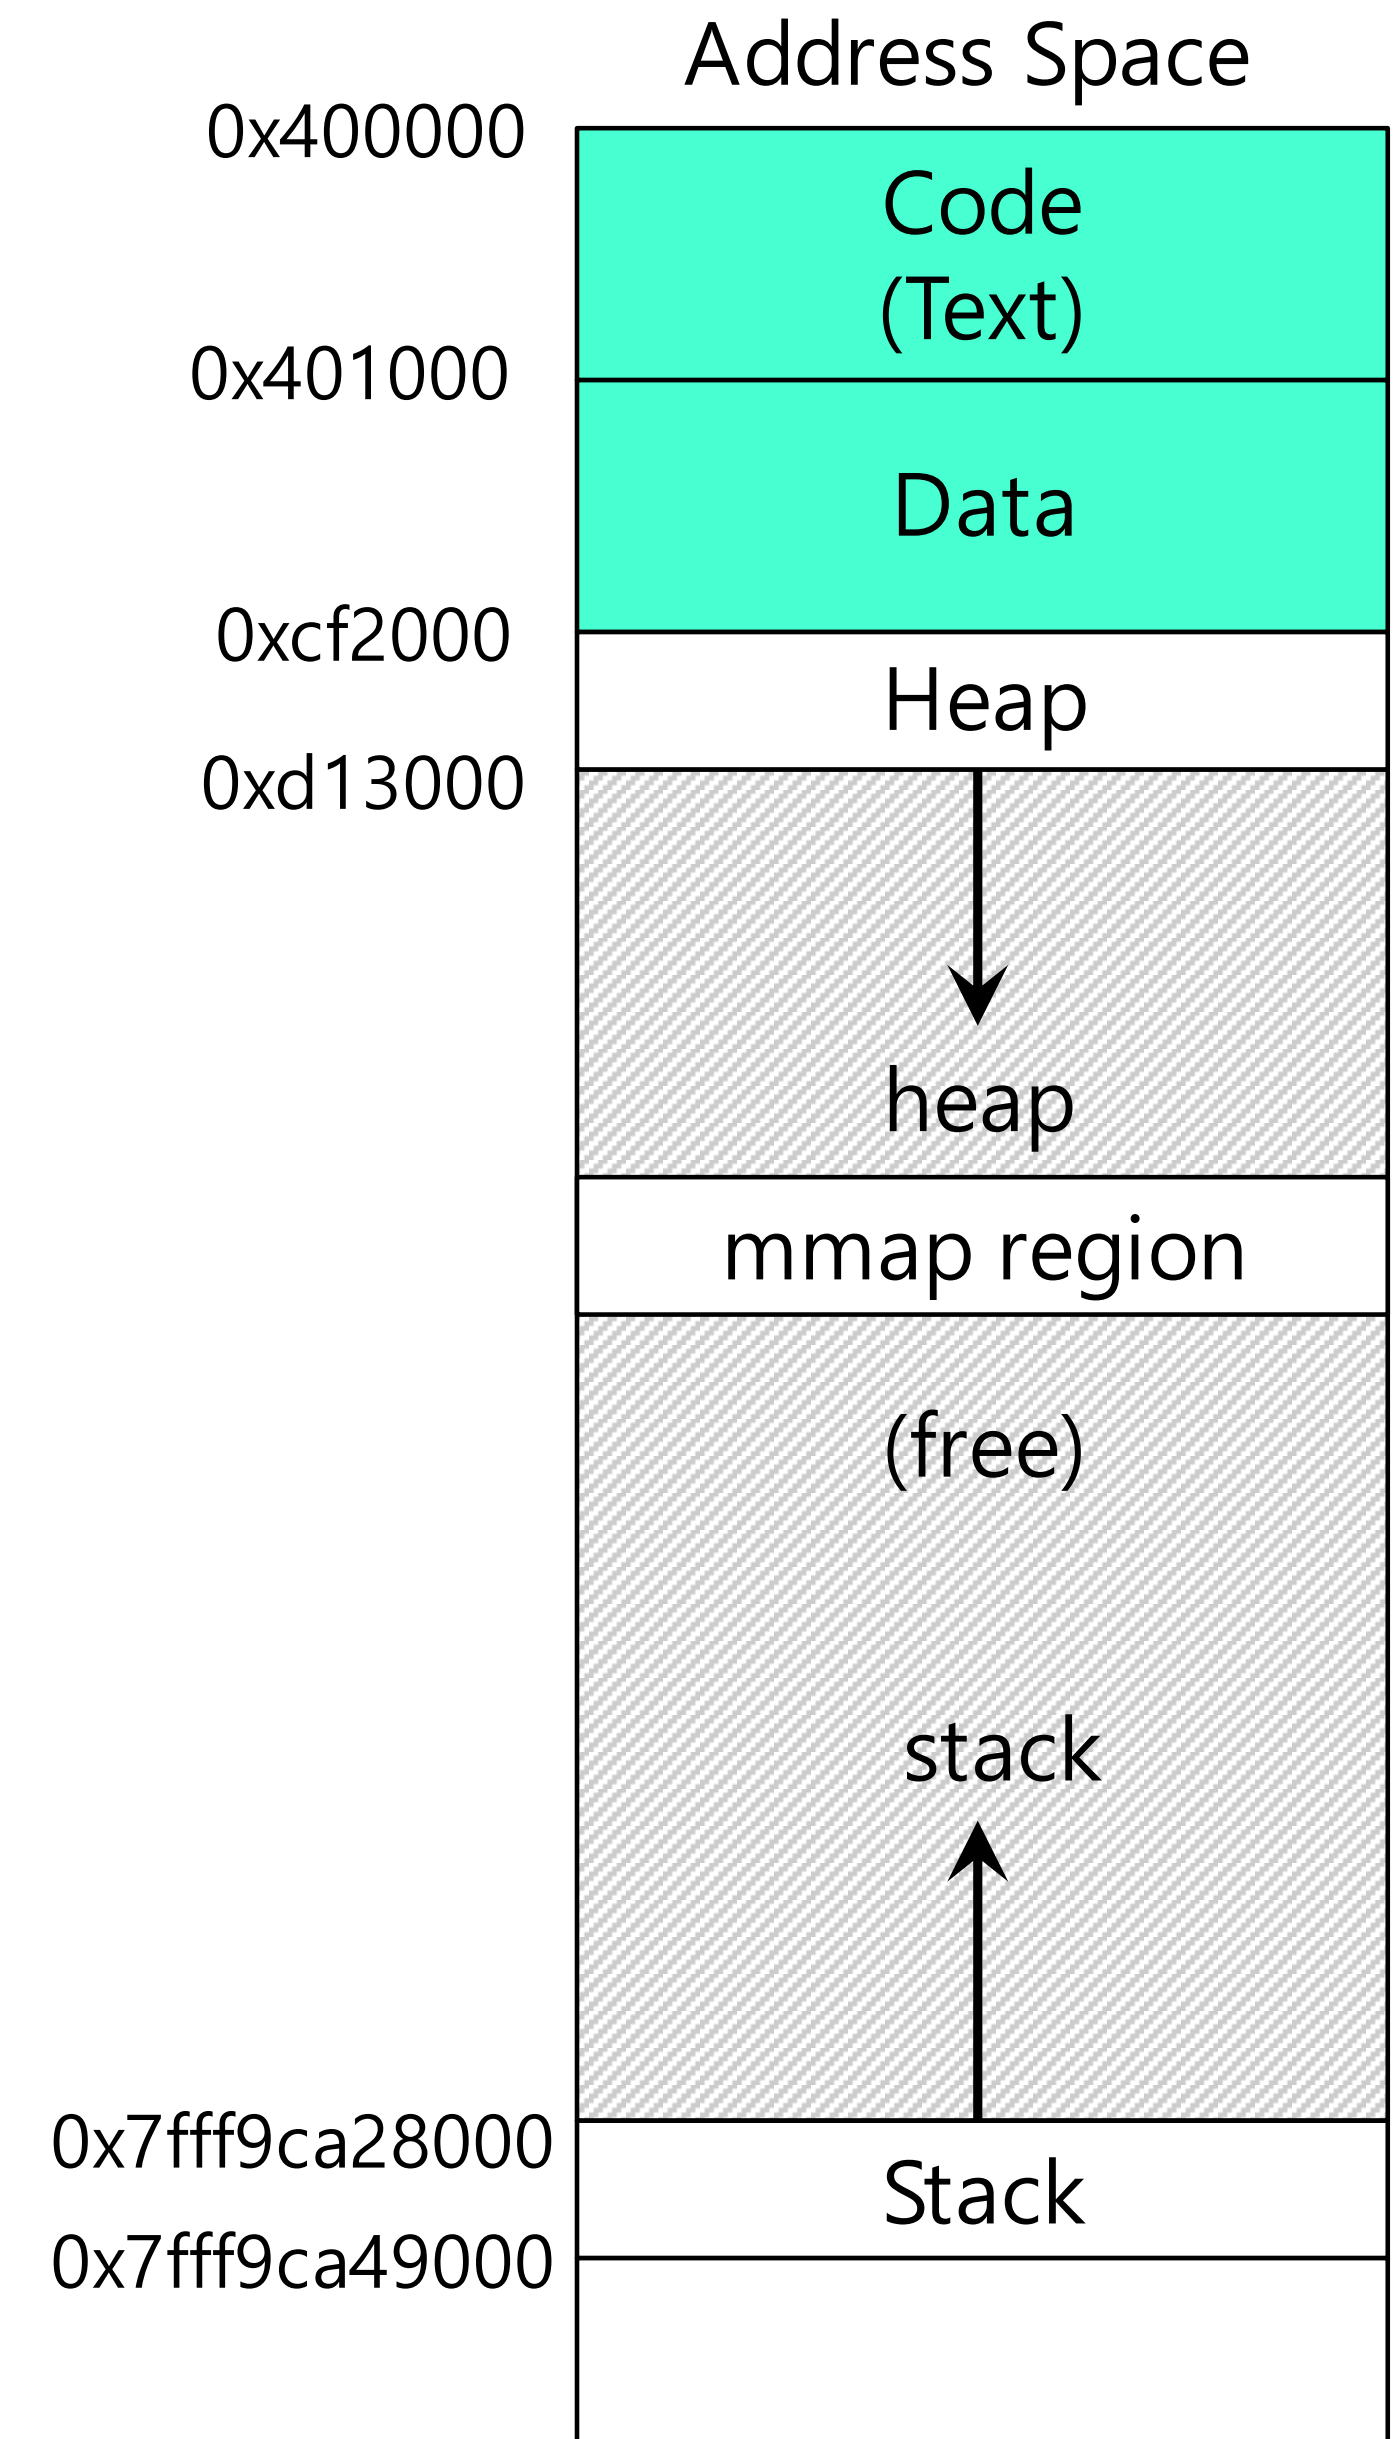 Address Space
0x400000
Code
(Text)
0x401000
Data
0xcf2000
Heap
0xd13000
heap
mmap region
(free)
stack
0x7fff9ca28000
Stack
0x7fff9ca49000